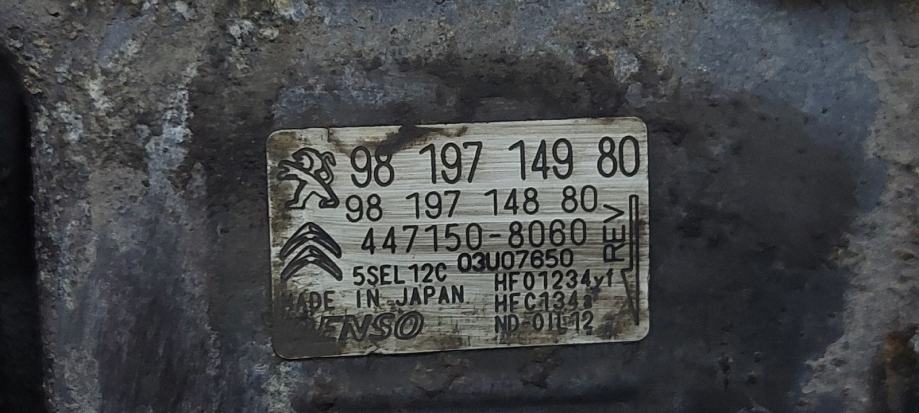 98 197 149 80
98 197 148 80
447150-8060
REV
5SEL12C 03U07650
HFO1234yf
MADE IN JAPAN HFC134a
DENSO ND-OIL12